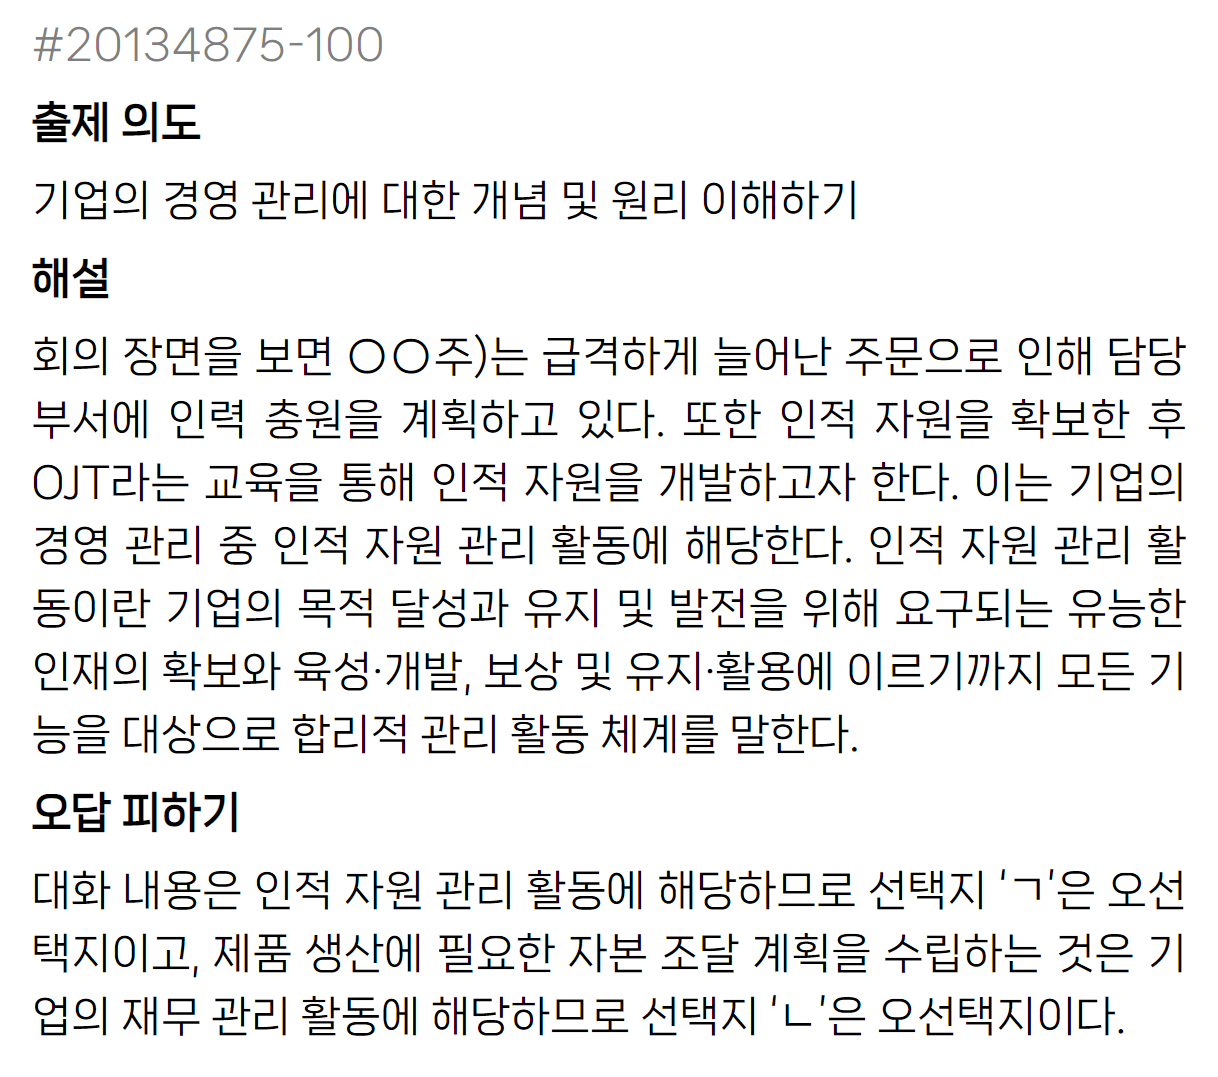 #20134875-100
출제 의도
기업의 경영 관리에 대한 개념 및 원리 이해하기
해설
회의 장면을 보면 ○○주)는 급격하게 늘어난 주문으로 인해 담당
부서에 인력 충원을 계획하고 있다. 또한 인적 자원을 확보한 후
OJT라는 교육을 통해 인적 자원을 개발하고자 한다. 이는 기업의
경영 관리 중 인적 자원 관리 활동에 해당한다. 인적 자원 관리 활
동이란 기업의 목적 달성과 유지 및 발전을 위해 요구되는 유능한
인재의 확보와 육성·개발, 보상 및 유지·활용에 이르기까지 모든 기
능을 대상으로 합리적 관리 활동 체계를 말한다.
오답 피하기
대화 내용은 인적 자원 관리 활동에 해당하므로 선택지 ‘ㄱ’은 오선
택지이고, 제품 생산에 필요한 자본 조달 계획을 수립하는 것은 기
업의 재무 관리 활동에 해당하므로 선택지 ‘ㄴ’은 오선택지이다.